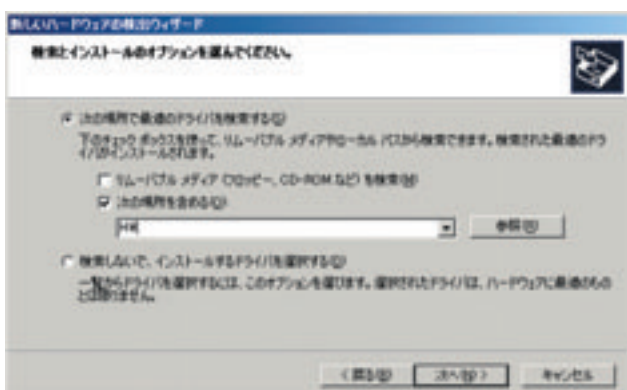 新しいハードウェアの検出ウィザード
検索とインストールのオプションを選んでください。
次の場所で最適のドライバを検索する(S)
下のチェック ボックスを使って、リムーバブル メディアやローカル パスから検索できます。検索された最適のドラ
イバがインストールされます。
リムーバブル メディア (フロッピー、CD-ROM など) を検索(M)
次の場所を含める(O)
参照(R)
検索しないで、インストールするドライバを選択する(D)
一覧からドライバを選択するには、このオプションを選びます。選択されたドライバは、ハードウェアに最適のもの
とは限りません。
< 戻る(B)
次へ(N) >
キャンセル